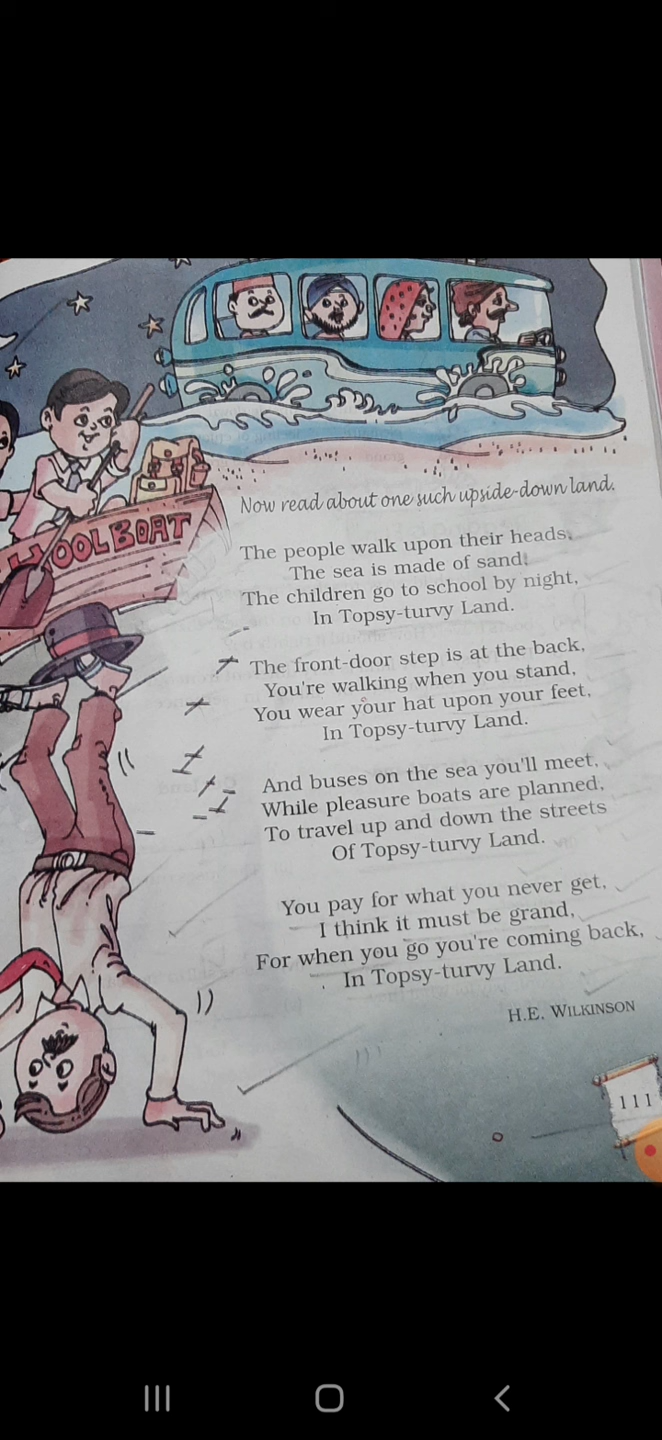 HOOL BOAT
Now read about one such upside-down land.
The people walk upon their heads,
The sea is made of sand.
The children go to school by night,
In Topsy-turvy Land.
The front-door step is at the back,
You're walking when you stand,
You wear your hat upon your feet,
In Topsy-turvy Land.
And buses on the sea you'll meet,
While pleasure boats are planned,
To travel up and down the streets
Of Topsy-turvy Land.
You pay for what you never get,
I think it must be grand,
For when you go you're coming back,
In Topsy-turvy Land.
H.E. WILKINSON
111